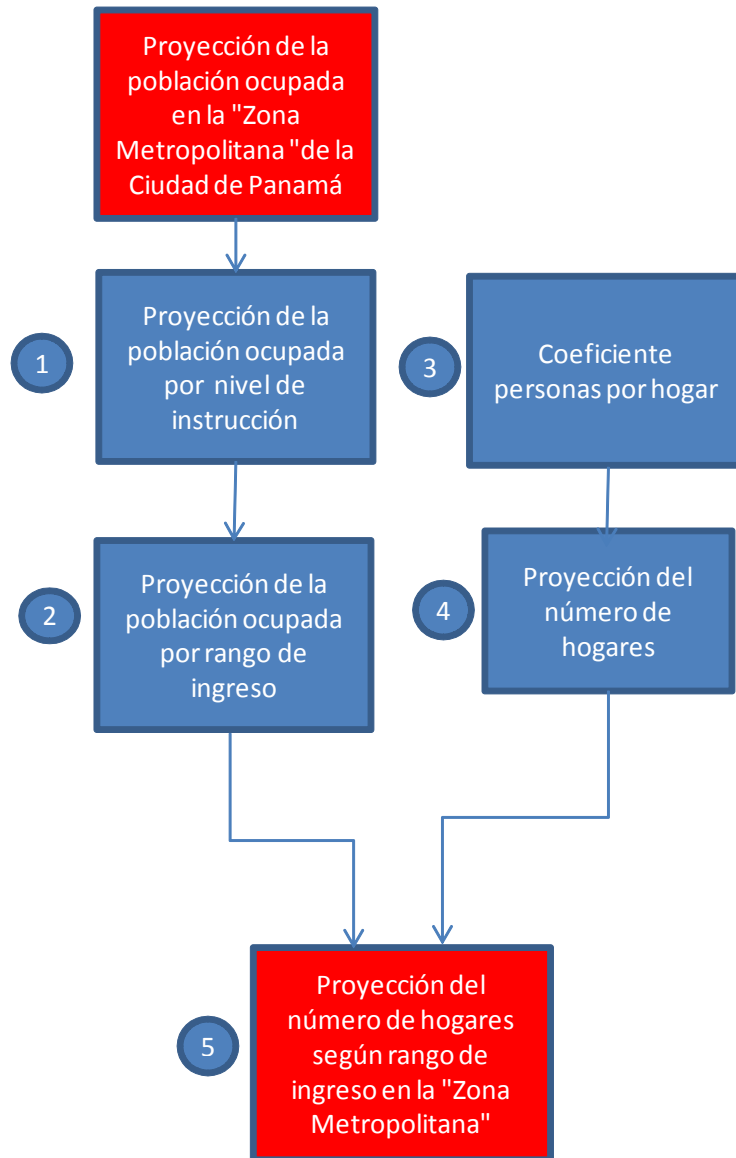 Proyección de la
población ocupada
en la "Zona
Metropolitana "de la
Ciudad de Panamá
1
Proyección de la
población ocupada
por nivel de
instrucción
3
Coeficiente
personas por hogar
2
Proyección de la
población ocupada
por rango de
ingreso
4
Proyección del
número de
hogares
5
Proyección del
número de hogares
según rango de
ingreso en la "Zona
Metropolitana"